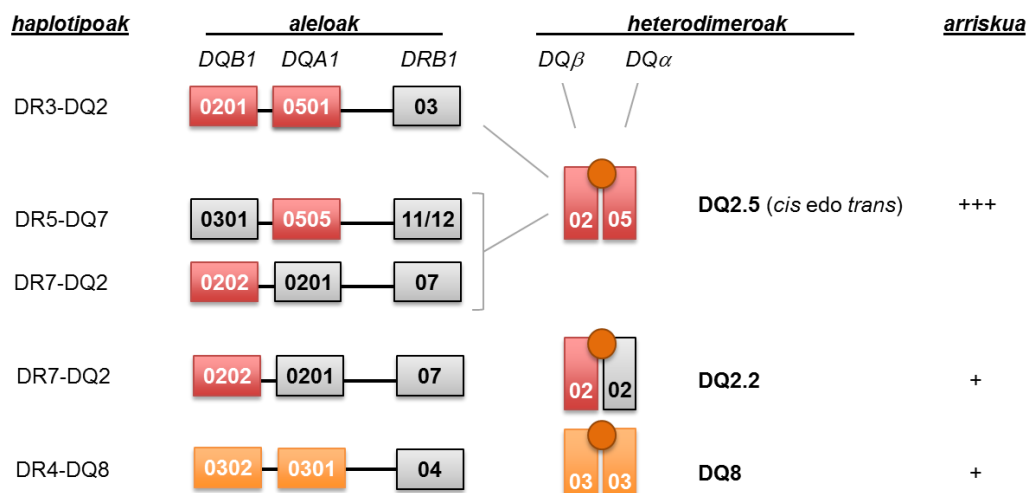 haplotipoak aleloak heterodimeroak arriskua
DQB1 DQA1 DRB1 DQβ DQα
DR3-DQ2 0201 0501 03
02 05 DQ2.5 (cis edo trans) +++
DR5-DQ7 0301 0505 11/12
DR7-DQ2 0202 0201 07
DR7-DQ2 0202 0201 07 02 02 DQ2.2 +
DR4-DQ8 0302 0301 04 03 03 DQ8 +